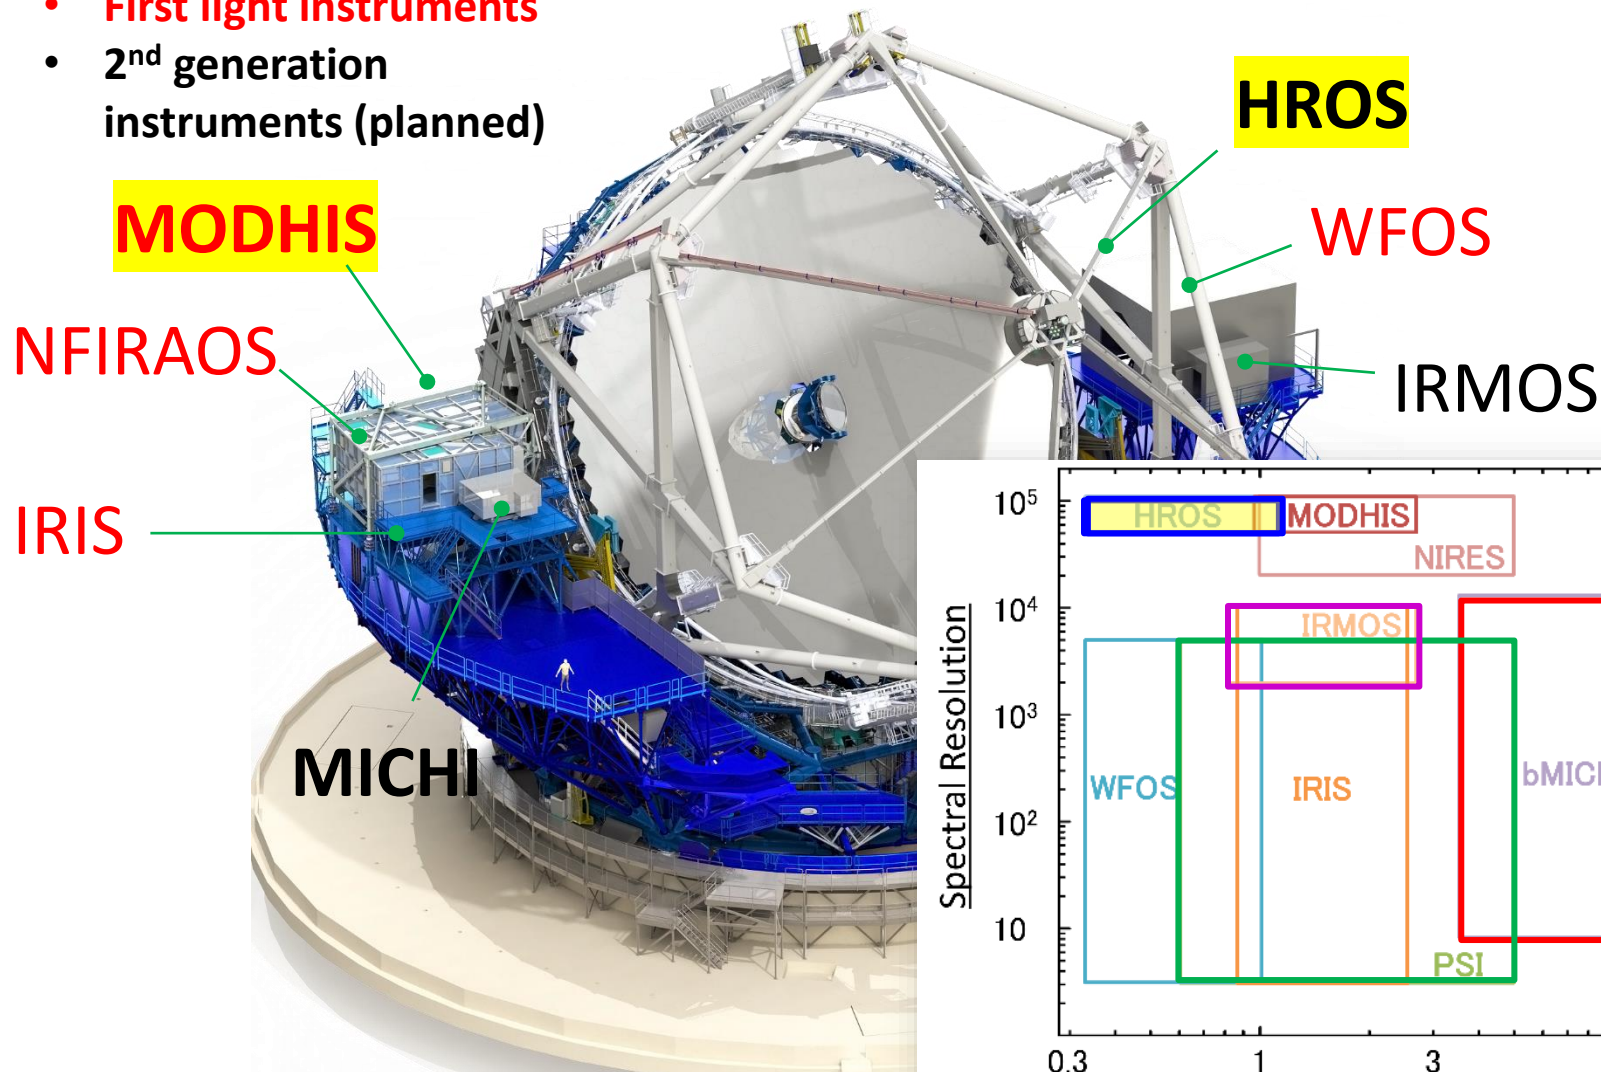 • First light instruments
• 2nd generation
instruments (planned)
HROS
MODHIS
WFOS
NFIRAOS
IRMOS
IRIS
MICHI
Spectral Resolution
10⁵
10⁴
10³
10²
10
HROS
MODHIS
NIRES
IRMOS
WFOS
IRIS
PSI
0.3
1
3